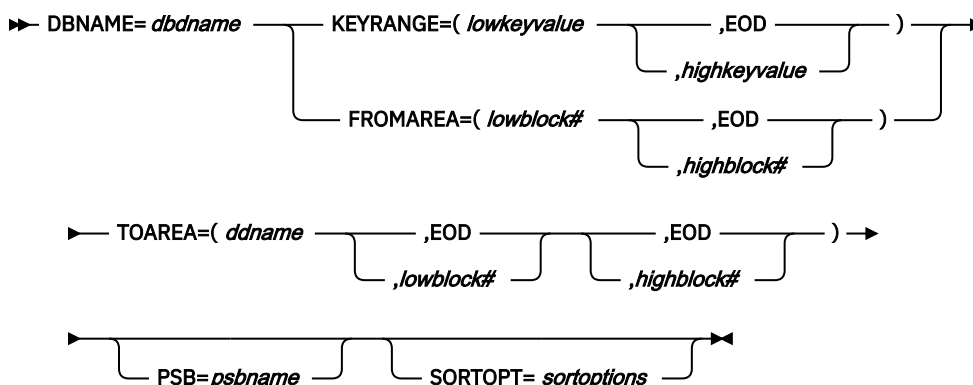 DBNAME= dbdname KEYRANGE=( lowkeyvalue ,EOD )
,highkeyvalue
FROMAREA=( lowblock# ,EOD )
,highblock#
TOAREA=( ddname ,EOD ,EOD )
,lowblock# ,highblock#
PSB= psbname SORTOPT= sortoptions